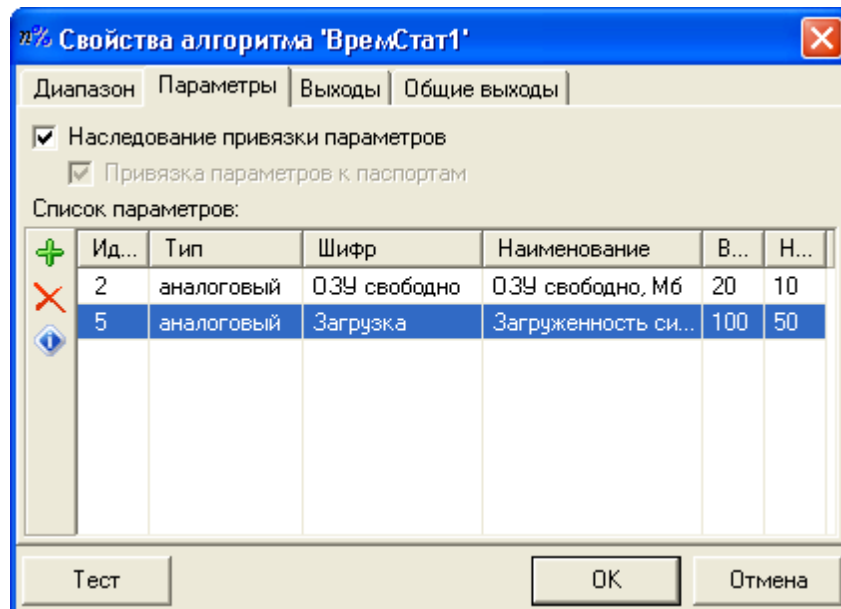 n% Свойства алгоритма 'ВремСтат1'
Диапазон Параметры Выходы Общие выходы
Наследование привязки параметров
Привязка параметров к паспортам
Список параметров:
Ид... Тип Шифр Наименование В... Н...
2 аналоговый ОЗУ свободно ОЗУ свободно, Мб 20 10
5 аналоговый Загрузка Загруженность си... 100 50
Тест OK Отмена